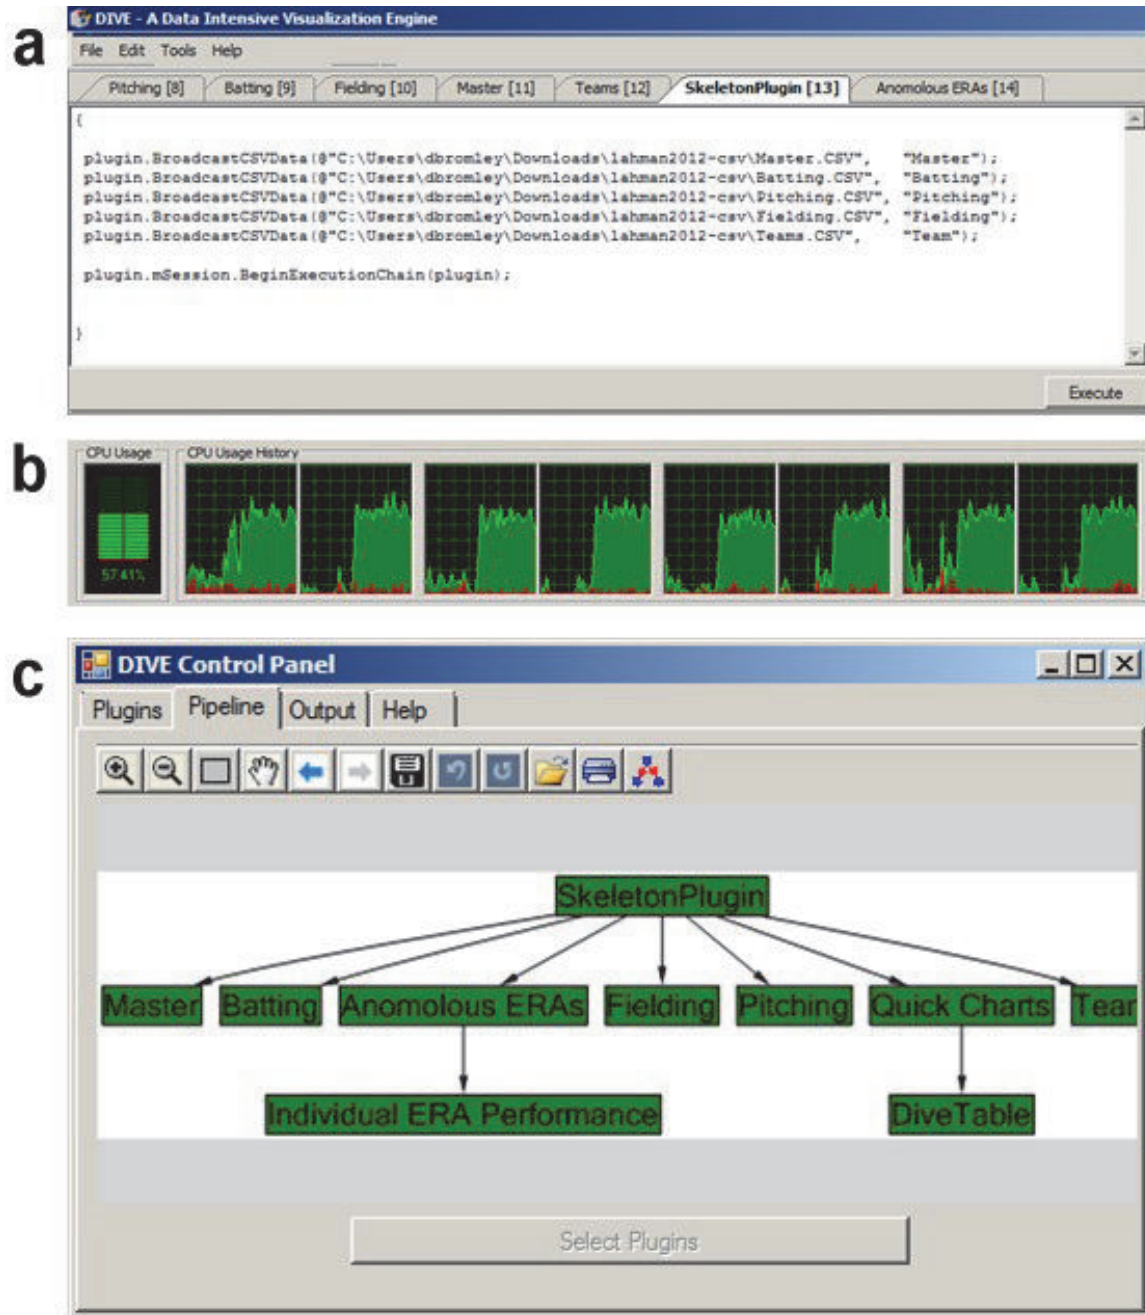 a
DIVE - A Data Intensive Visualization Engine
File Edit Tools Help
Pitching [8] Batting [9] Fielding [10] Master [11] Teams [12] SkeletonPlugin [13] Anomolous ERAs [14]
{
plugin.BroadcastCSVData(@"C:\Users\dbromley\Downloads\lahman2012-csv\Master.CSV", "Master");
plugin.BroadcastCSVData(@"C:\Users\dbromley\Downloads\lahman2012-csv\Batting.CSV", "Batting");
plugin.BroadcastCSVData(@"C:\Users\dbromley\Downloads\lahman2012-csv\Pitching.CSV", "Pitching");
plugin.BroadcastCSVData(@"C:\Users\dbromley\Downloads\lahman2012-csv\Fielding.CSV", "Fielding");
plugin.BroadcastCSVData(@"C:\Users\dbromley\Downloads\lahman2012-csv\Teams.CSV", "Team");
plugin.mSession.BeginExecutionChain(plugin);
}
Execute
b
CPU Usage CPU Usage History
57.41%
c
DIVE Control Panel
Plugins Pipeline Output Help
SkeletonPlugin
Master Batting Anomolous ERAs Fielding Pitching Quick Charts Tear
Individual ERA Performance DiveTable
Select Plugins